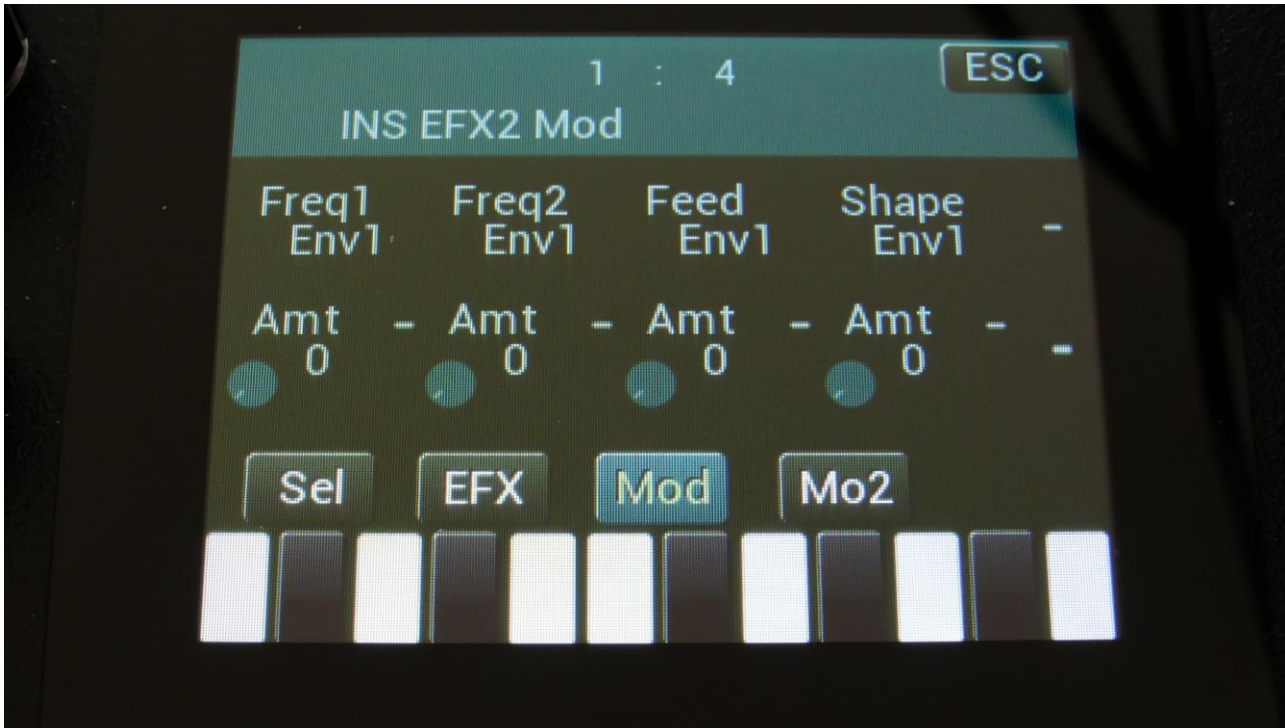 1 : 4 ESC
INS EFX2 Mod
Freq1 Freq2 Feed Shape
Env1 Env1 Env1 Env1 -
Amt - Amt - Amt - Amt -
0 0 0 0 -
Sel EFX Mod Mo2